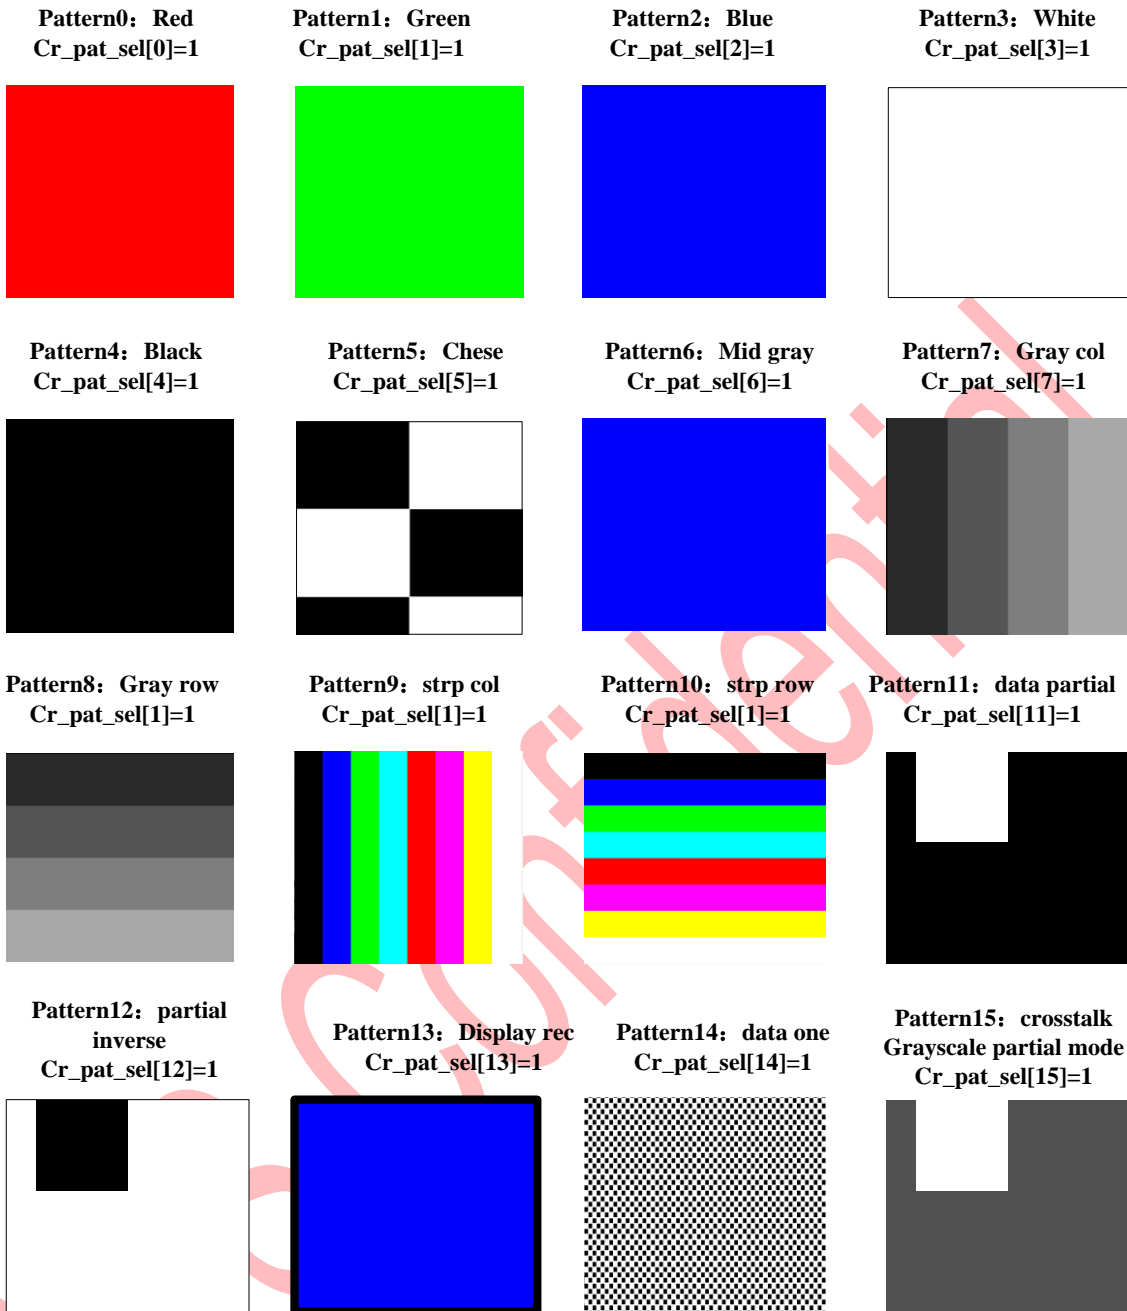 Pattern0：Red
Cr_pat_sel[0]=1
Pattern1：Green
Cr_pat_sel[1]=1
Pattern2：Blue
Cr_pat_sel[2]=1
Pattern3：White
Cr_pat_sel[3]=1
Pattern4：Black
Cr_pat_sel[4]=1
Pattern5：Chese
Cr_pat_sel[5]=1
Pattern6：Mid gray
Cr_pat_sel[6]=1
Pattern7：Gray col
Cr_pat_sel[7]=1
Pattern8：Gray row
Cr_pat_sel[1]=1
Pattern9：strp col
Cr_pat_sel[1]=1
Pattern10：strp row
Cr_pat_sel[1]=1
Pattern11：data partial
Cr_pat_sel[11]=1
Pattern12：partial
inverse
Cr_pat_sel[12]=1
Pattern13：Display rec
Cr_pat_sel[13]=1
Pattern14：data one
Cr_pat_sel[14]=1
Pattern15：crosstalk
Grayscale partial mode
Cr_pat_sel[15]=1
Confidential